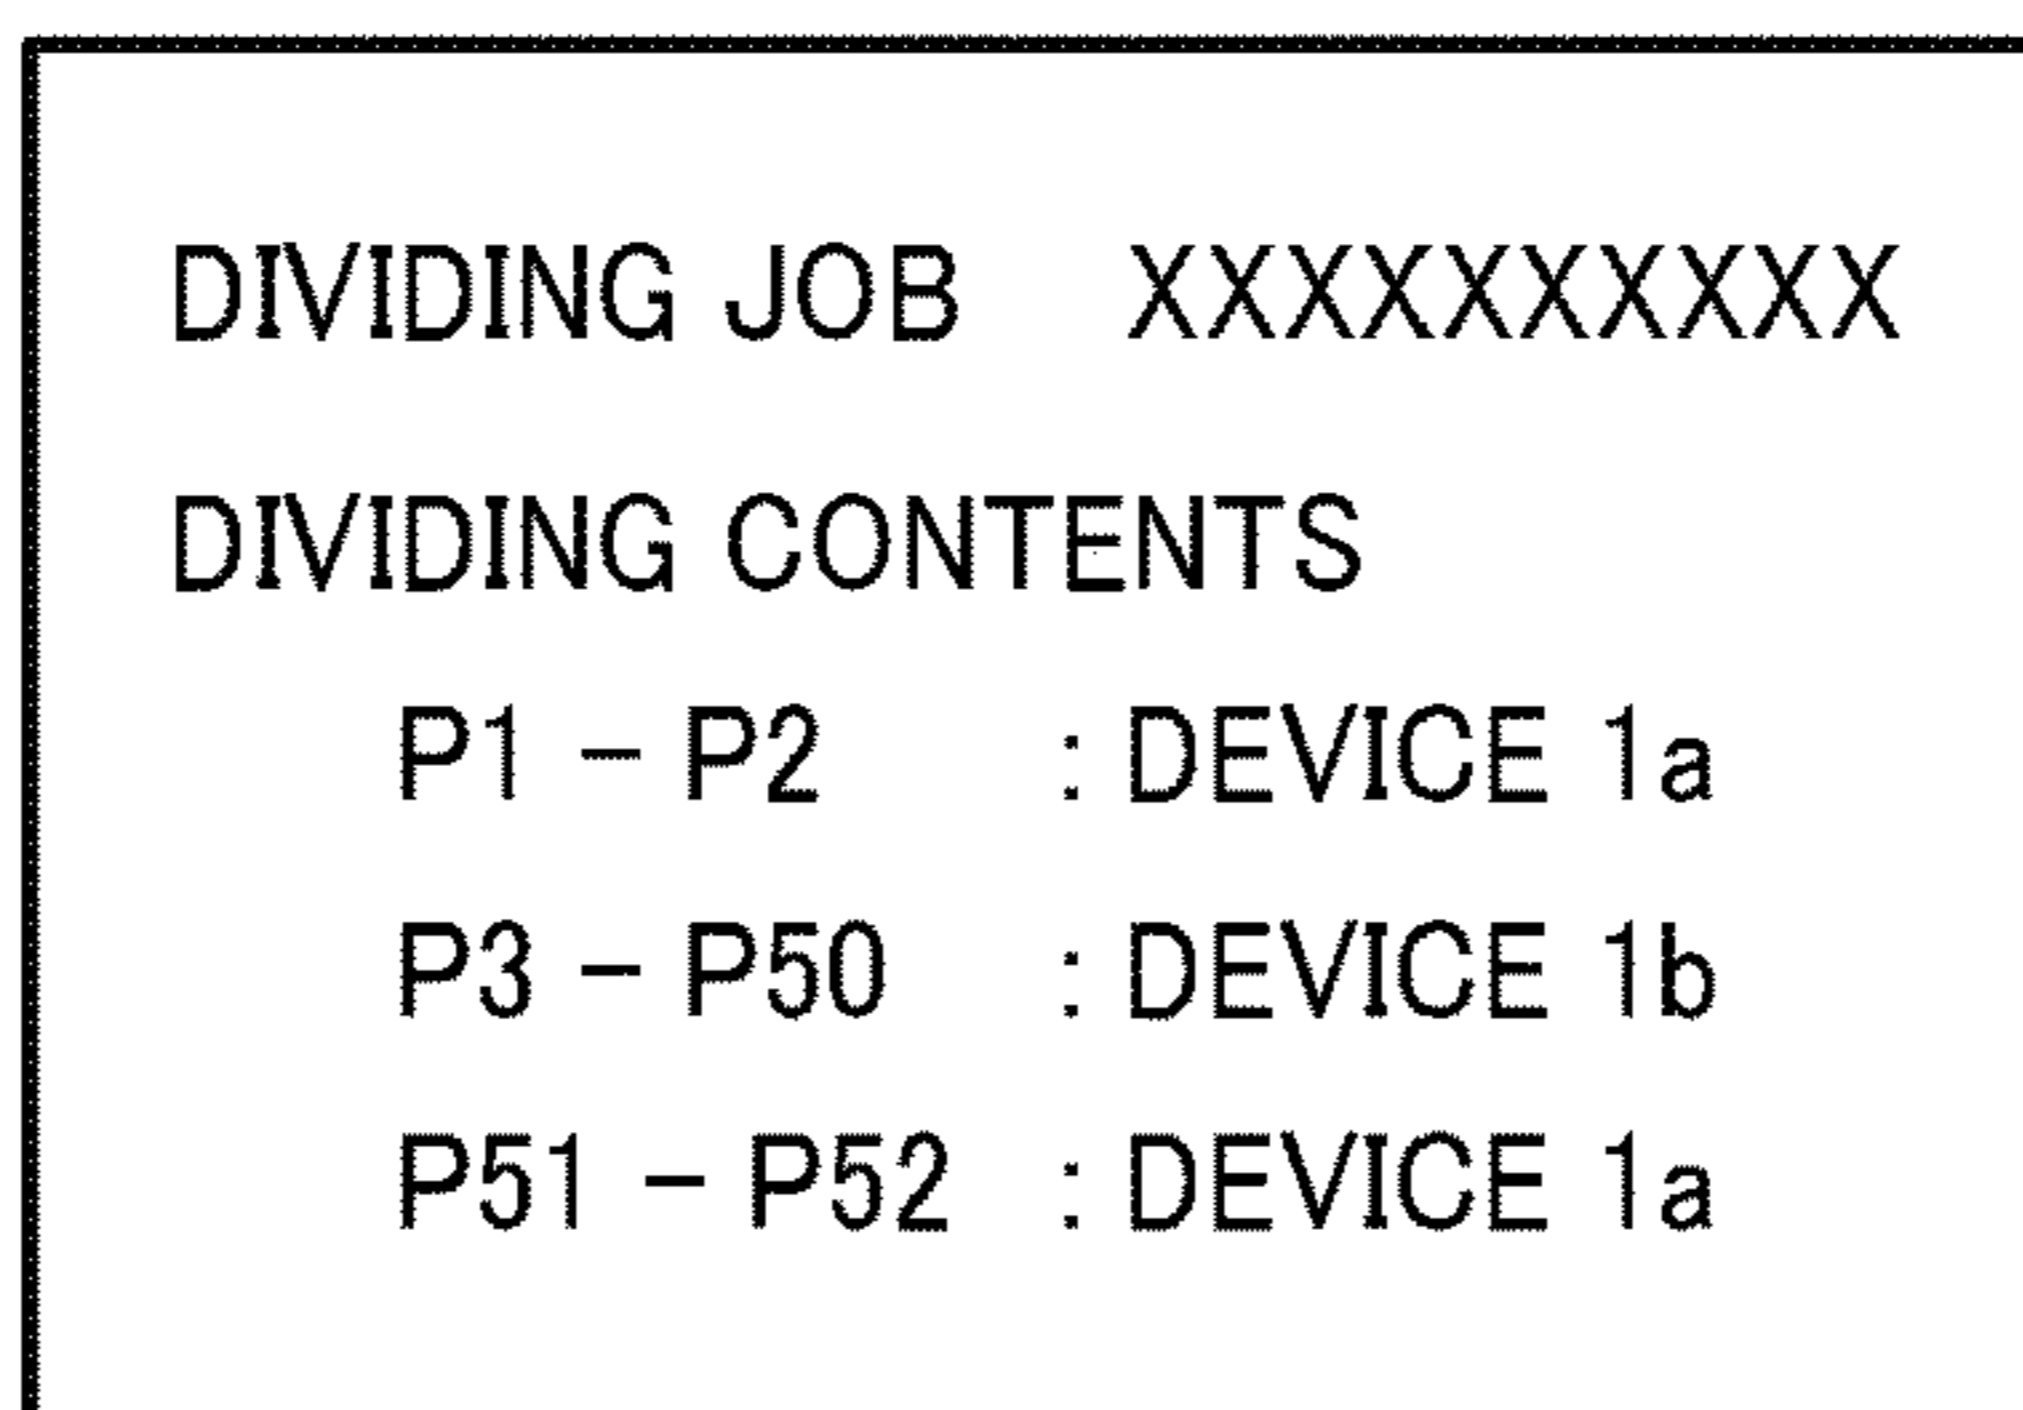 DIVIDING JOB XXXXXXXXXX
DIVIDING CONTENTS
P1 – P2 : DEVICE 1a
P3 – P50 : DEVICE 1b
P51 – P52 : DEVICE 1a